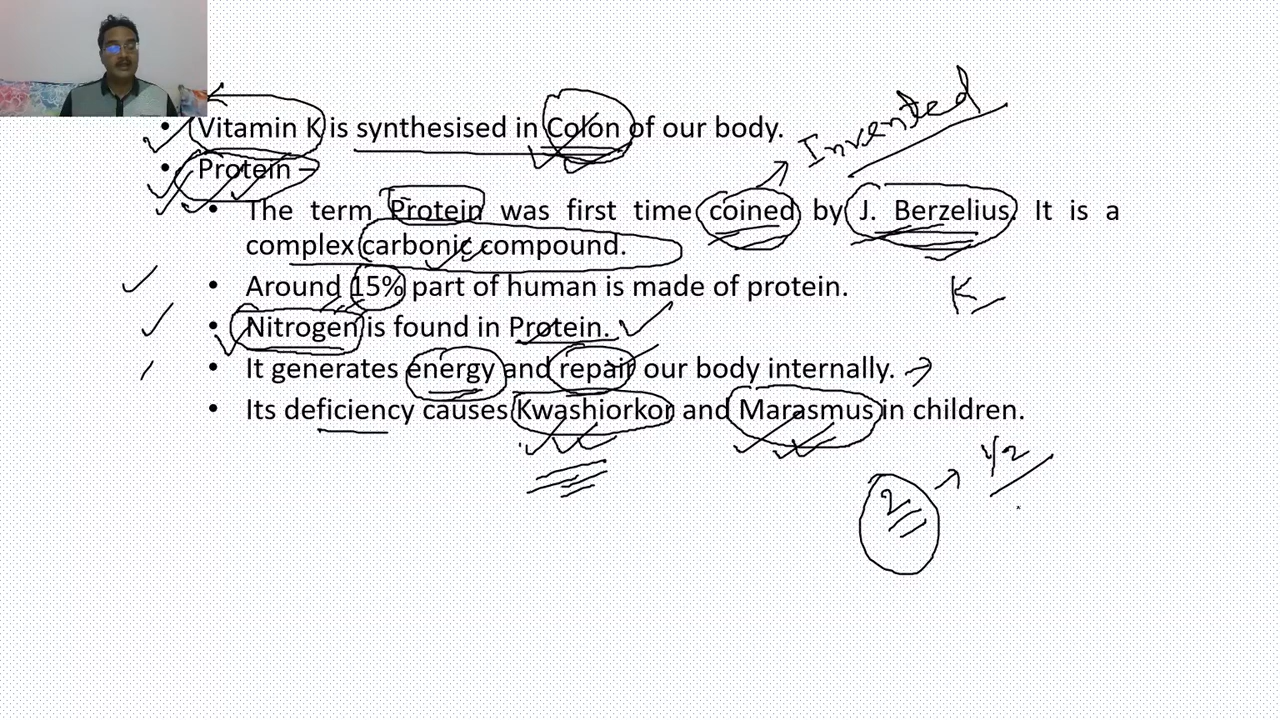 • Vitamin K is synthesised in Colon of our body.
Invented
• Protein –
• The term Protein was first time coined by J. Berzelius. It is a
complex carbonic compound.
• Around 15% part of human is made of protein.
K
• Nitrogen is found in Protein.
• It generates energy and repair our body internally.
• Its deficiency causes Kwashiorkor and Marasmus in children.
1/2
2